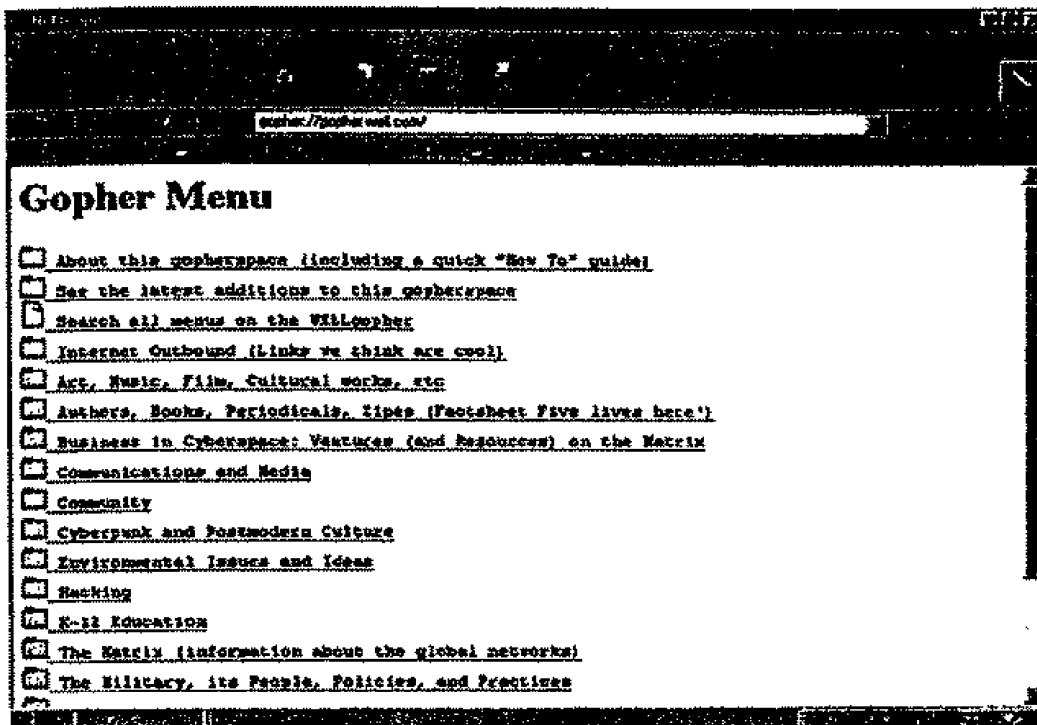 gopher://gopher.well.com/
Gopher Menu
About this gopherspace (including a quick "How To" guide)
See the latest additions to this gopherspace
Search all menus on the WELLgopher
Internet Outbound (Links we think are cool)
Art, Music, Film, Cultural works, etc
Authors, Books, Periodicals, Zines (Factsheet Five lives here!)
Business in Cyberspace: Ventures (and Resources) on the Matrix
Communications and Media
Community
Cyberpunk and Postmodern Culture
Environmental Issues and Ideas
Hacking
K-12 Education
The Matrix (information about the global networks)
The Military, its People, Policies, and Practices